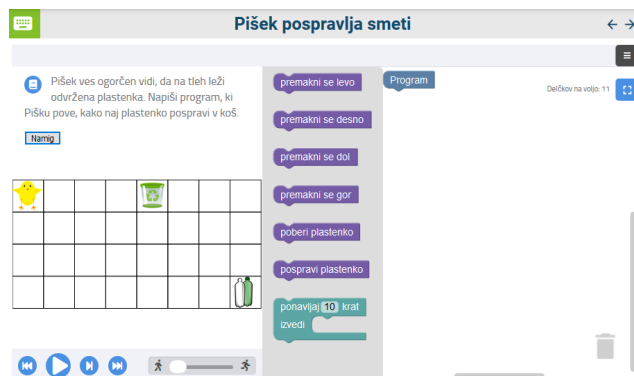 Pišek pospravlja smeti
Pišek ves ogorčen vidi, da na tleh leži
odvržena plastenka. Napiši program, ki
Pišku pove, kako naj plastenko pospravi v koš.
Namig
premakni se levo
premakni se desno
premakni se dol
premakni se gor
poberi plastenko
pospravi plastenko
ponavljaj 10 krat
izvedi
Program
Delčkov na voljo: 11